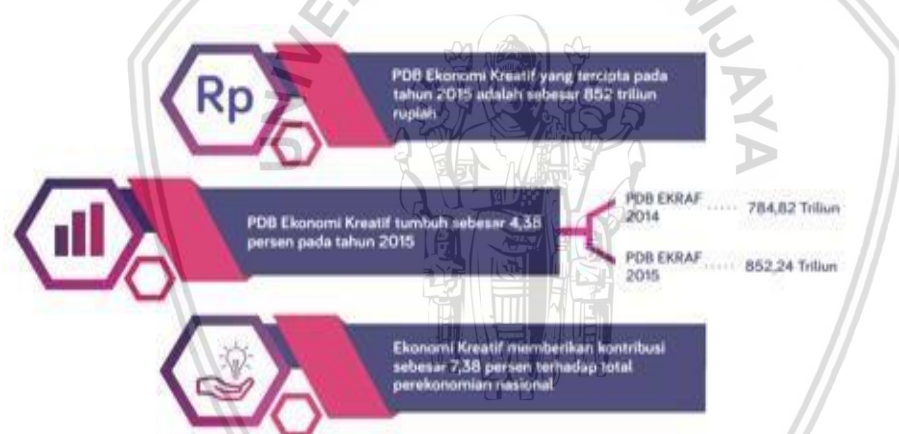 Rp
PDB Ekonomi Kreatif yang tercipta pada
tahun 2015 adalah sebesar 852 triliun
rupiah
PDB Ekonomi Kreatif tumbuh sebesar 4,38
persen pada tahun 2015
PDB EKRAF
2014 ..... 784,82 Triliun
PDB EKRAF
2015 ..... 852,24 Triliun
Ekonomi Kreatif memberikan kontribusi
sebesar 7,38 persen terhadap total
perekonomian nasional